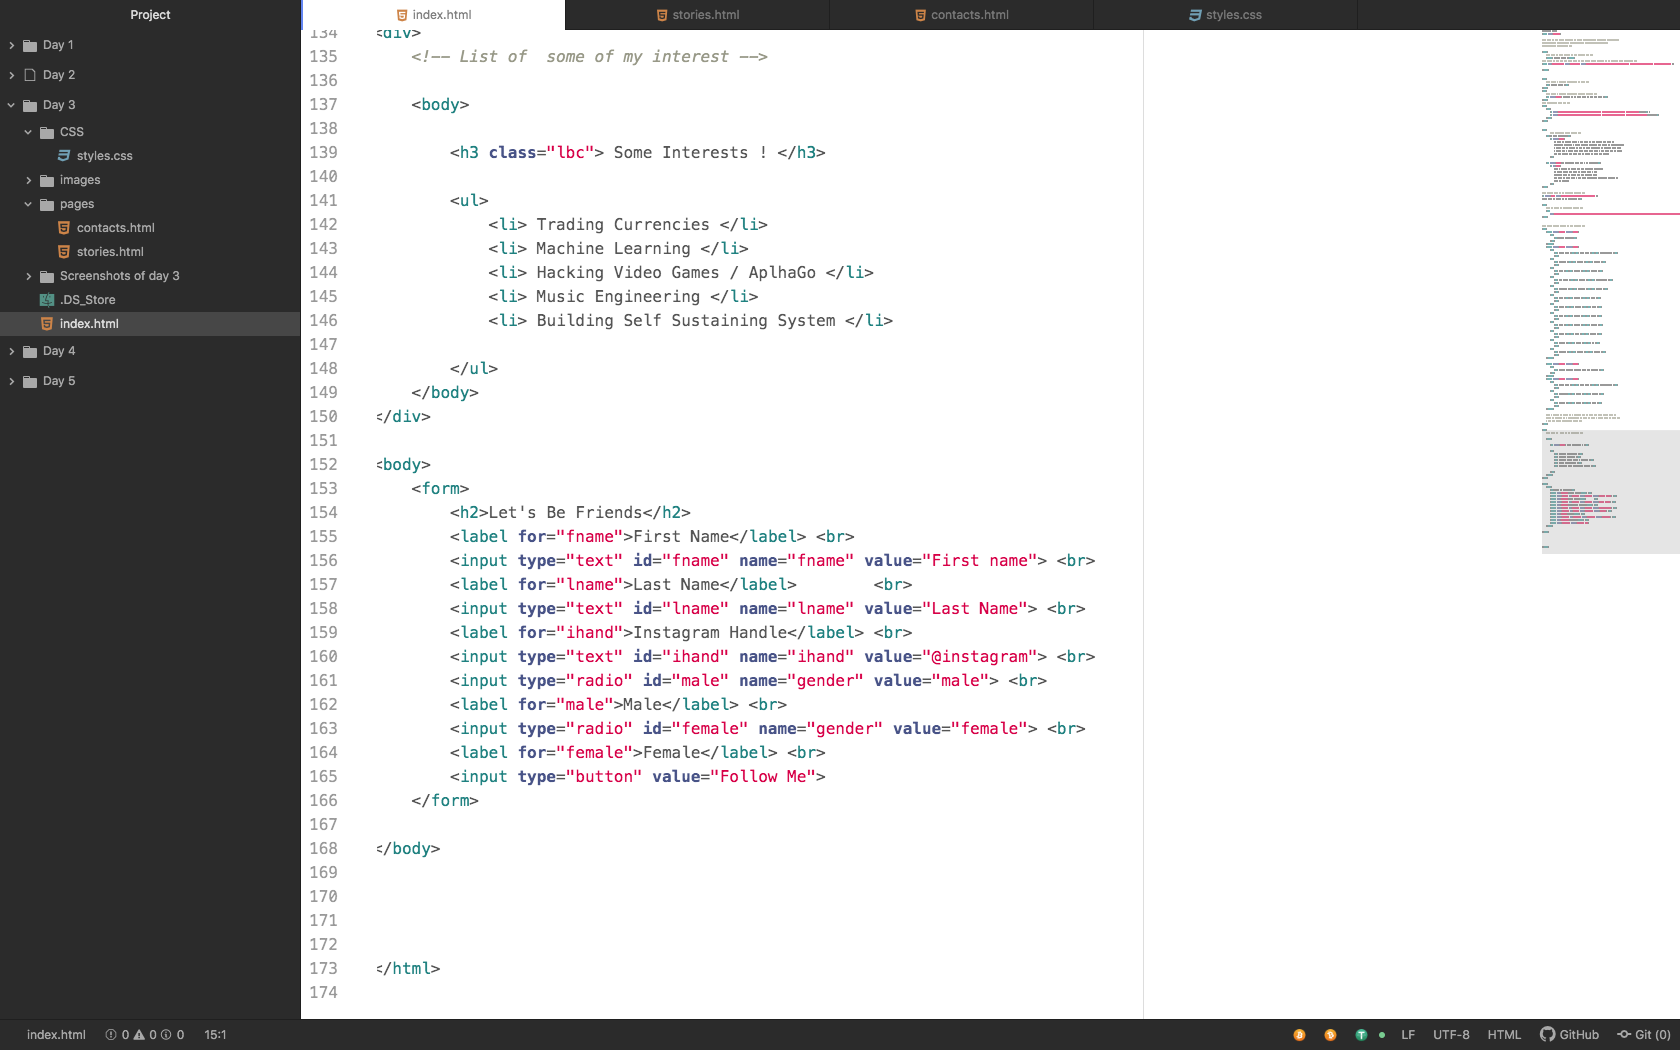 Project
index.html
stories.html
contacts.html
styles.css
Day 1
Day 2
Day 3
CSS
styles.css
images
pages
contacts.html
stories.html
Screenshots of day 3
.DS_Store
index.html
Day 4
Day 5
134 <div>
135 <!-- List of  some of my interest -->
136
137 <body>
138
139 <h3 class="lbc"> Some Interests ! </h3>
140
141 <ul>
142 <li> Trading Currencies </li>
143 <li> Machine Learning </li>
144 <li> Hacking Video Games / AplhaGo </li>
145 <li> Music Engineering </li>
146 <li> Building Self Sustaining System </li>
147
148 </ul>
149 </body>
150 </div>
151
152 <body>
153 <form>
154 <h2>Let's Be Friends</h2>
155 <label for="fname">First Name</label> <br>
156 <input type="text" id="fname" name="fname" value="First name"> <br>
157 <label for="lname">Last Name</label>        <br>
158 <input type="text" id="lname" name="lname" value="Last Name"> <br>
159 <label for="ihand">Instagram Handle</label> <br>
160 <input type="text" id="ihand" name="ihand" value="@instagram"> <br>
161 <input type="radio" id="male" name="gender" value="male"> <br>
162 <label for="male">Male</label> <br>
163 <input type="radio" id="female" name="gender" value="female"> <br>
164 <label for="female">Female</label> <br>
165 <input type="button" value="Follow Me">
166 </form>
167
168 </body>
169
170
171
172
173 </html>
174
index.html 0 0 0 15:1 LF UTF-8 HTML GitHub Git (0)